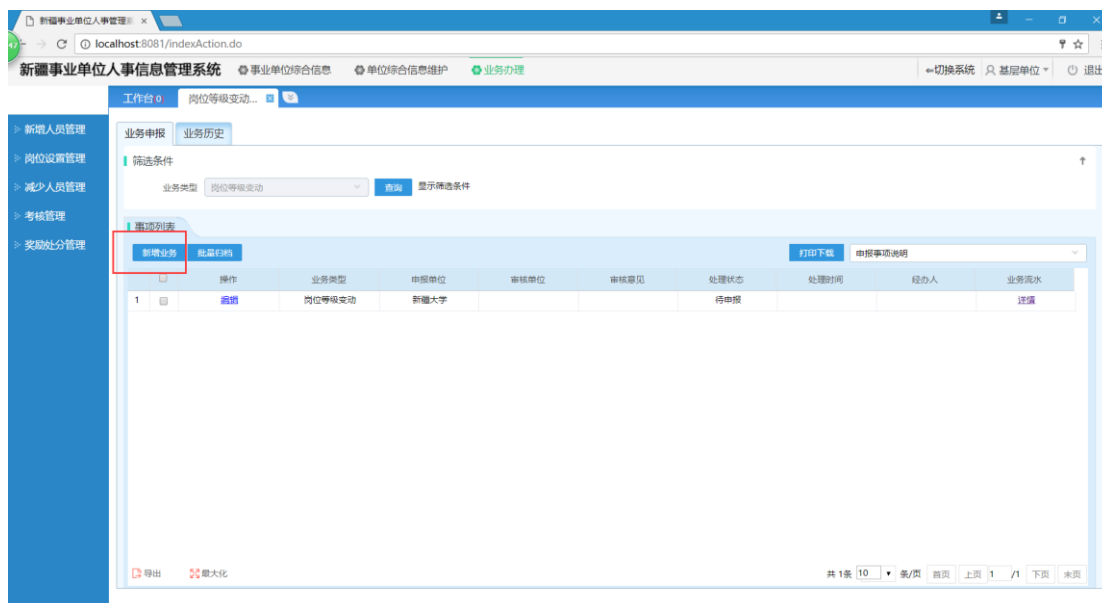 新疆事业单位人事管理
localhost:8081/indexAction.do
新疆事业单位人事信息管理系统 事业单位综合信息 单位综合信息维护 业务办理 切换系统 基层单位 退出
工作台0 岗位等级变动...
新增人员管理
岗位设置管理
减少人员管理
考核管理
奖励处分管理
业务申报 业务历史
筛选条件
业务类型 岗位等级变动 查询 显示筛选条件
事项列表
新增业务 批量归档 打印下载 申报事项说明
操作 业务类型 申报单位 审核单位 审核意见 处理状态 处理时间 经办人 业务流水
1 编辑 岗位等级变动 新疆大学 待申报 详情
导出 最大化 共 1条 10 条/页 首页 上页 1 /1 下页 末页